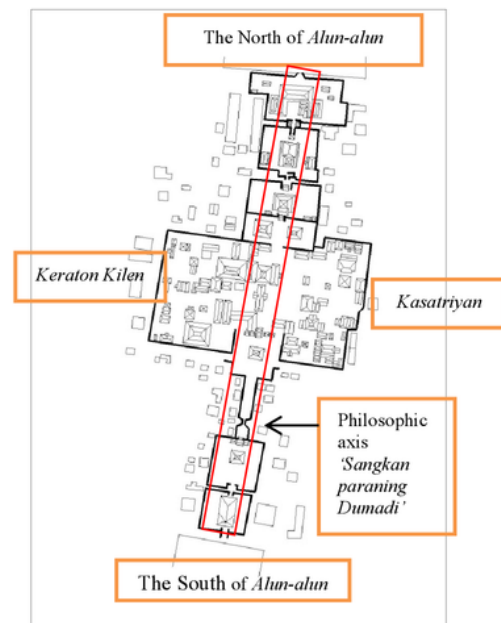 The North of Alun-alun
Keraton Kilen
Kasatriyan
Philosophic
axis
‘Sangkan
paraning
Dumadi’
The South of Alun-alun